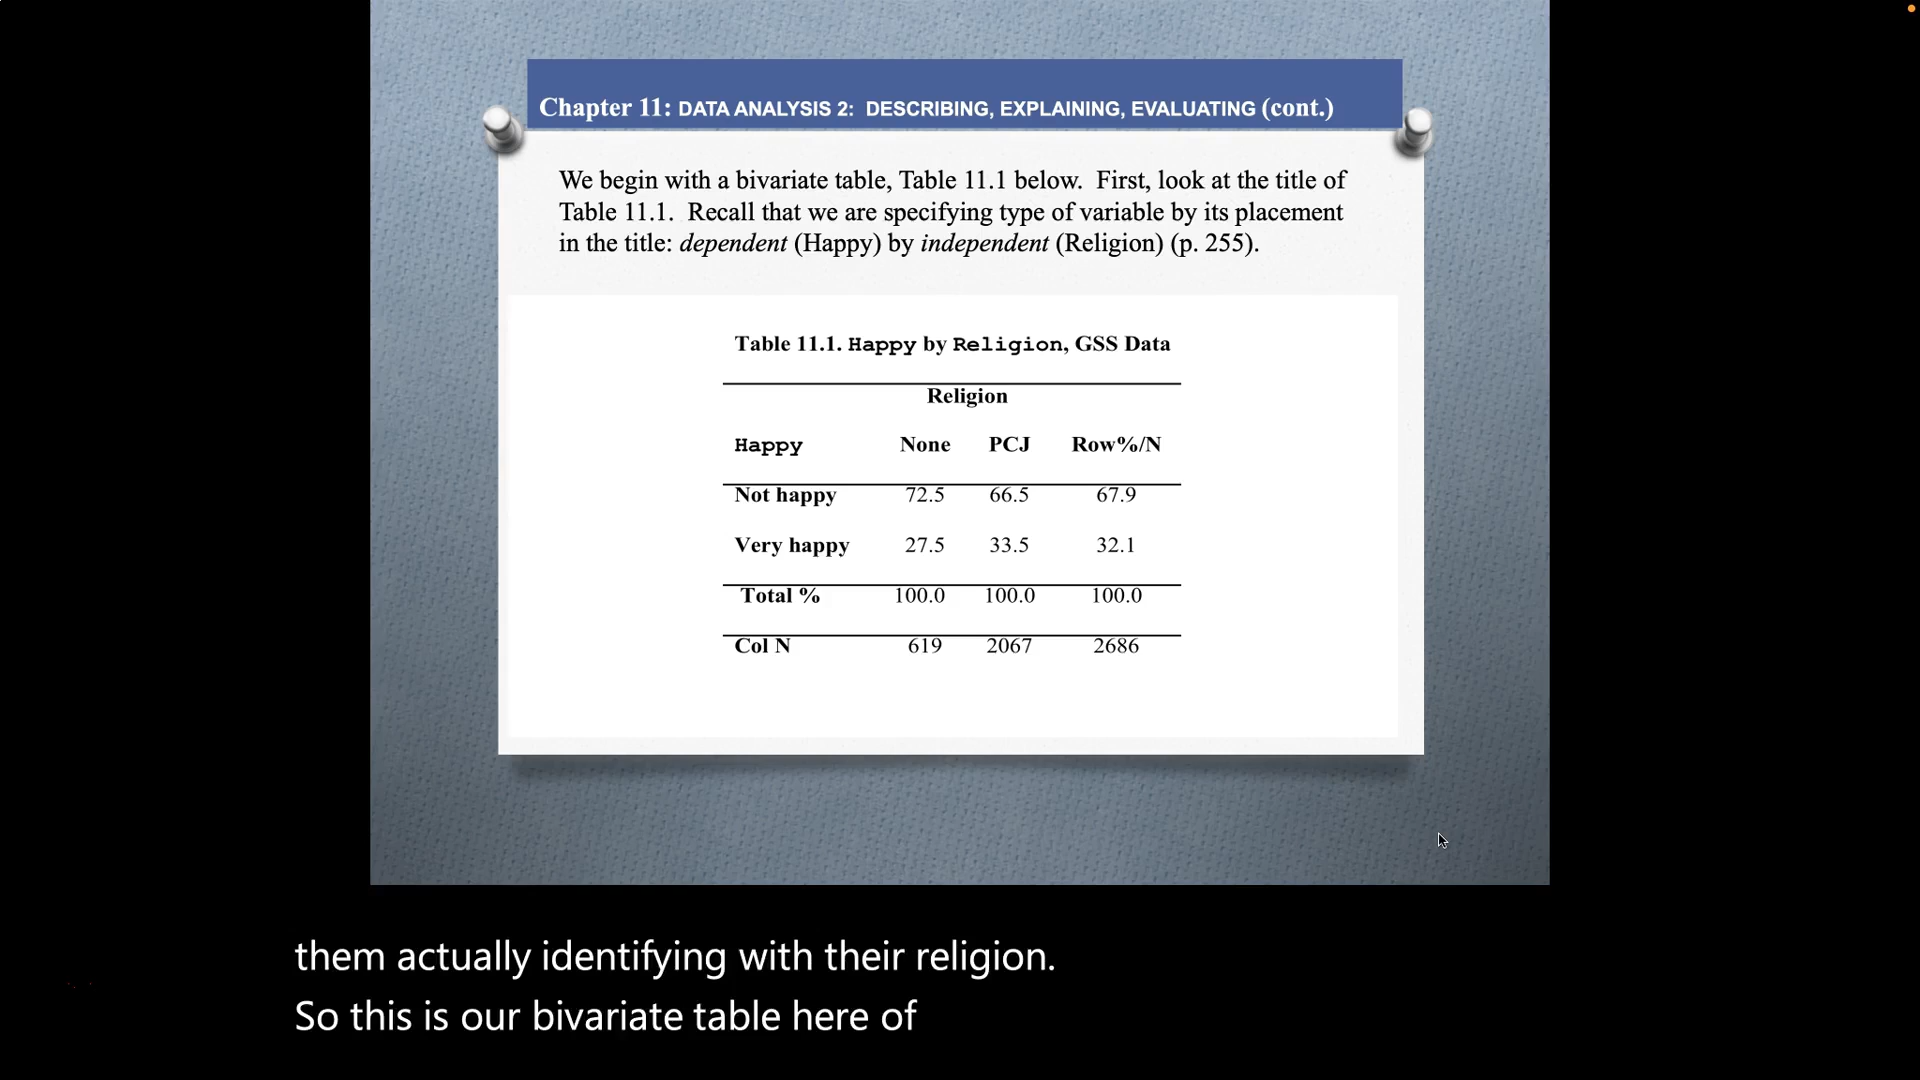 Chapter 11: DATA ANALYSIS 2: DESCRIBING, EXPLAINING, EVALUATING (cont.)
We begin with a bivariate table, Table 11.1 below. First, look at the title of
Table 11.1. Recall that we are specifying type of variable by its placement
in the title: dependent (Happy) by independent (Religion) (p. 255).
Table 11.1. Happy by Religion, GSS Data
Religion
Happy None PCJ Row%/N
Not happy 72.5 66.5 67.9
Very happy 27.5 33.5 32.1
Total % 100.0 100.0 100.0
Col N 619 2067 2686
them actually identifying with their religion.
So this is our bivariate table here of